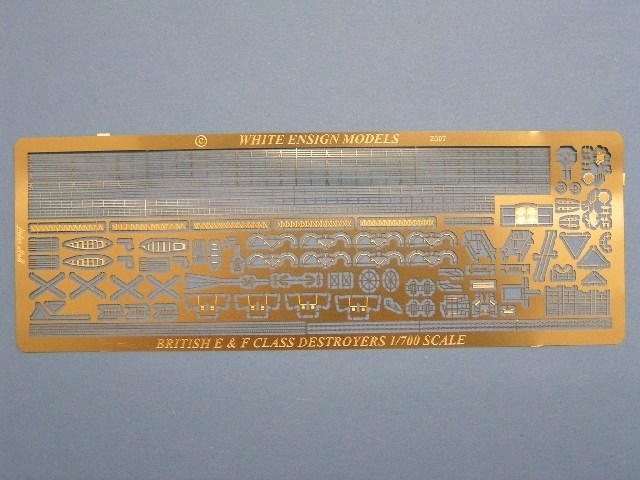 © WHITE ENSIGN MODELS 2007
BRITISH E & F CLASS DESTROYERS 1/700 SCALE